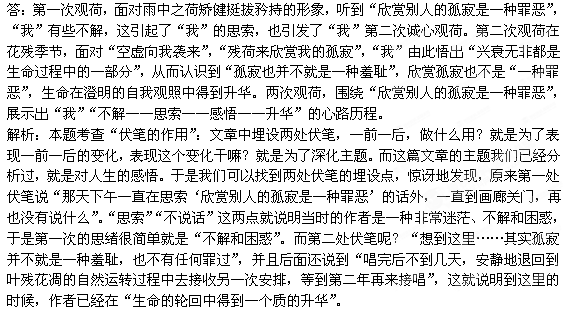 答：第一次观荷，面对雨中之荷矫健挺拔矜持的形象，听到“欣赏别人的孤寂是一种罪恶”，
“我”有些不解，这引起了“我”的思索，也引发了“我”第二次诚心观荷。第二次观荷在
花残季节，面对“空虚向我袭来”，“残荷来欣赏我的孤寂”，“我”由此悟出“兴衰无非都是
生命过程中的一部分”，从而认识到“孤寂也并不就是一种羞耻”，欣赏孤寂也不是“一种罪
恶”，生命在澄明的自我观照中得到升华。两次观荷，围绕“欣赏别人的孤寂是一种罪恶”，
展示出“我”“不解——思索——感悟——升华”的心路历程。
解析：本题考查“伏笔的作用”：文章中埋设两处伏笔，一前一后，做什么用？就是为了表
现一前一后的变化，表现这个变化干嘛？就是为了深化主题。而这篇文章的主题我们已经分
析过，就是对人生的感悟。于是我们可以找到两处伏笔的埋设点，惊讶地发现，原来第一处
伏笔说“那天下午一直在思索‘欣赏别人的孤寂是一种罪恶’的话外，一直到画廊关门，再
也没有说什么”。“思索”“不说话”这两点就说明当时的作者是一种非常迷茫、不解和困惑，
于是第一次的思绪很简单就是“不解和困惑”。而第二处伏笔呢？“想到这里……其实孤寂
并不就是一种羞耻，也不有任何罪过”，并且后面还说到“唱完后不到几天，安静地退回到
叶残花凋的自然运转过程中去接收另一次安排，等到第二年再来接唱”，这就说明到这里的
时候，作者已经在“生命的轮回中得到一个质的升华”。